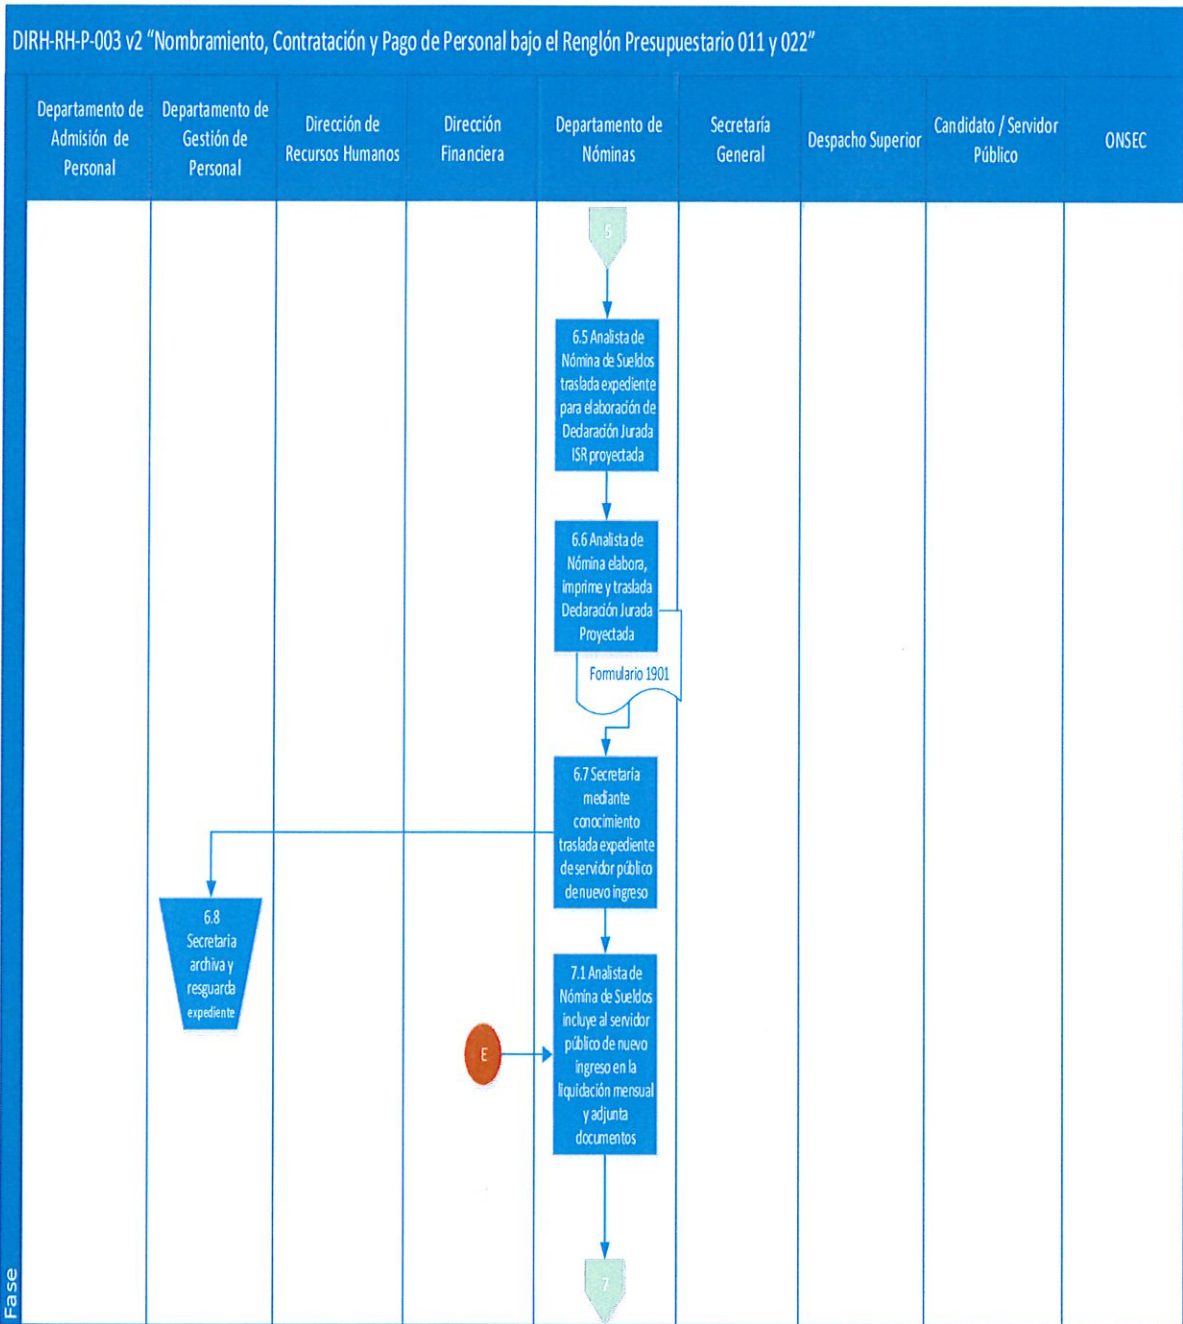 DIRH-RH-P-003 v2 “Nombramiento, Contratación y Pago de Personal bajo el Renglón Presupuestario 011 y 022”
Departamento de
Admisión de
Personal
Departamento de
Gestión de
Personal
Dirección de
Recursos Humanos
Dirección
Financiera
Departamento de
Nóminas
Secretaría
General
Despacho Superior
Candidato / Servidor
Público
ONSEC
5
6.5 Analista de
Nómina de Sueldos
traslada expediente
para elaboración de
Declaración Jurada
ISR proyectada
6.6 Analista de
Nómina elabora,
imprime y traslada
Declaración Jurada
Proyectada
Formulario 1901
6.7 Secretaria
mediante
conocimiento
traslada expediente
de servidor público
de nuevo ingreso
6.8
Secretaria
archiva y
resguarda
expediente
7.1 Analista de
Nómina de Sueldos
incluye al servidor
público de nuevo
ingreso en la
liquidación mensual
y adjunta
documentos
E
7
Fase